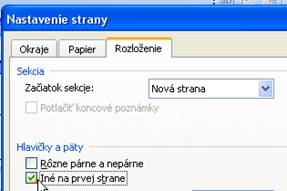 Nastavenie strany
Okraje Papier Rozloženie
Sekcia
Začiatok sekcie: Nová strana
Potlačiť koncové poznámky
Hlavičky a päty
Rôzne párne a nepárne
Iné na prvej strane